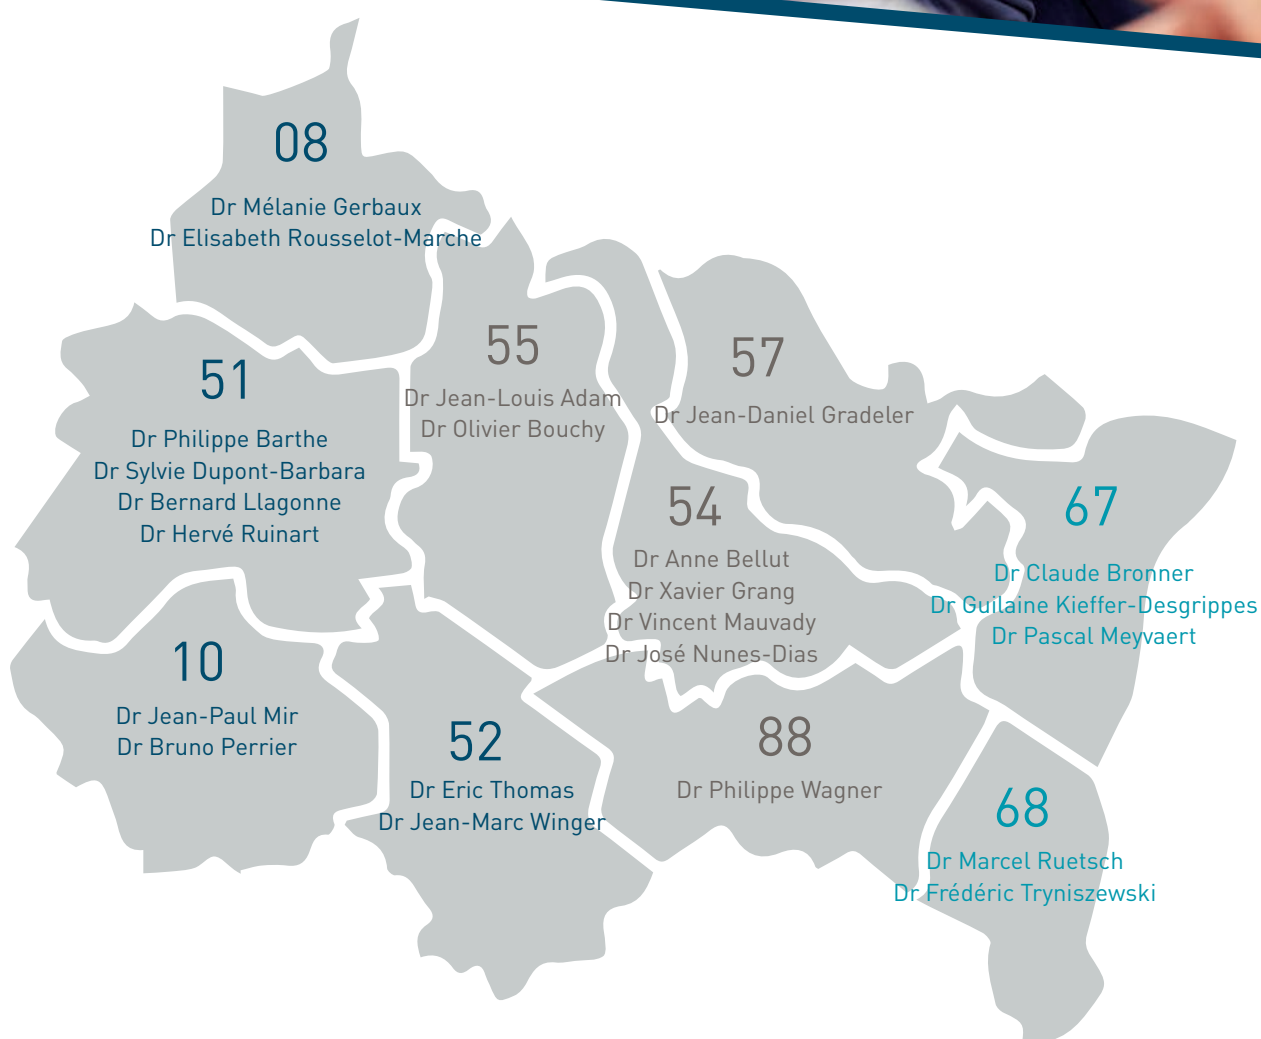 08
Dr Mélanie Gerbaux
Dr Elisabeth Rousselot-Marche
51
Dr Philippe Barthe
Dr Sylvie Dupont-Barbara
Dr Bernard Llagonne
Dr Hervé Ruinart
55
Dr Jean-Louis Adam
Dr Olivier Bouchy
57
Dr Jean-Daniel Gradeler
54
Dr Anne Bellut
Dr Xavier Grang
Dr Vincent Mauvady
Dr José Nunes-Dias
67
Dr Claude Bronner
Dr Guilaine Kieffer-Desgrippes
Dr Pascal Meyvaert
10
Dr Jean-Paul Mir
Dr Bruno Perrier
52
Dr Eric Thomas
Dr Jean-Marc Winger
88
Dr Philippe Wagner
68
Dr Marcel Ruetsch
Dr Frédéric Tryniszewski